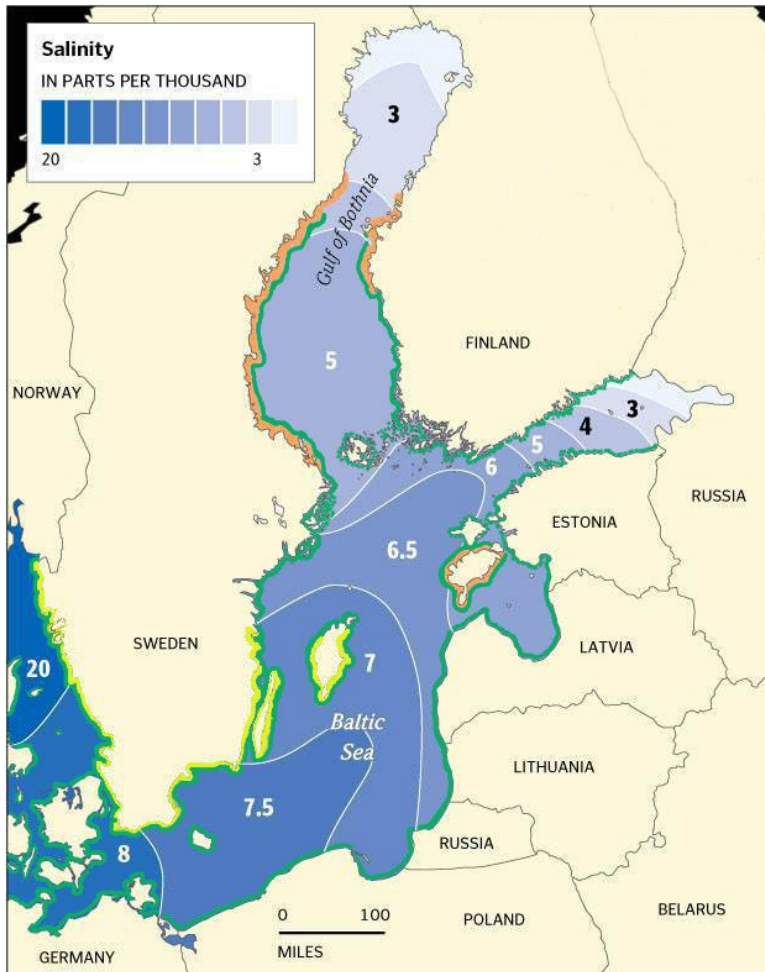 Salinity
IN PARTS PER THOUSAND
20 3
3
Gulf of Bothnia
5
FINLAND
NORWAY
3
4
5
6
RUSSIA
ESTONIA
6.5
SWEDEN
LATVIA
20
7
Baltic
Sea
LITHUANIA
7.5
RUSSIA
8
0 100
MILES
POLAND
BELARUS
GERMANY